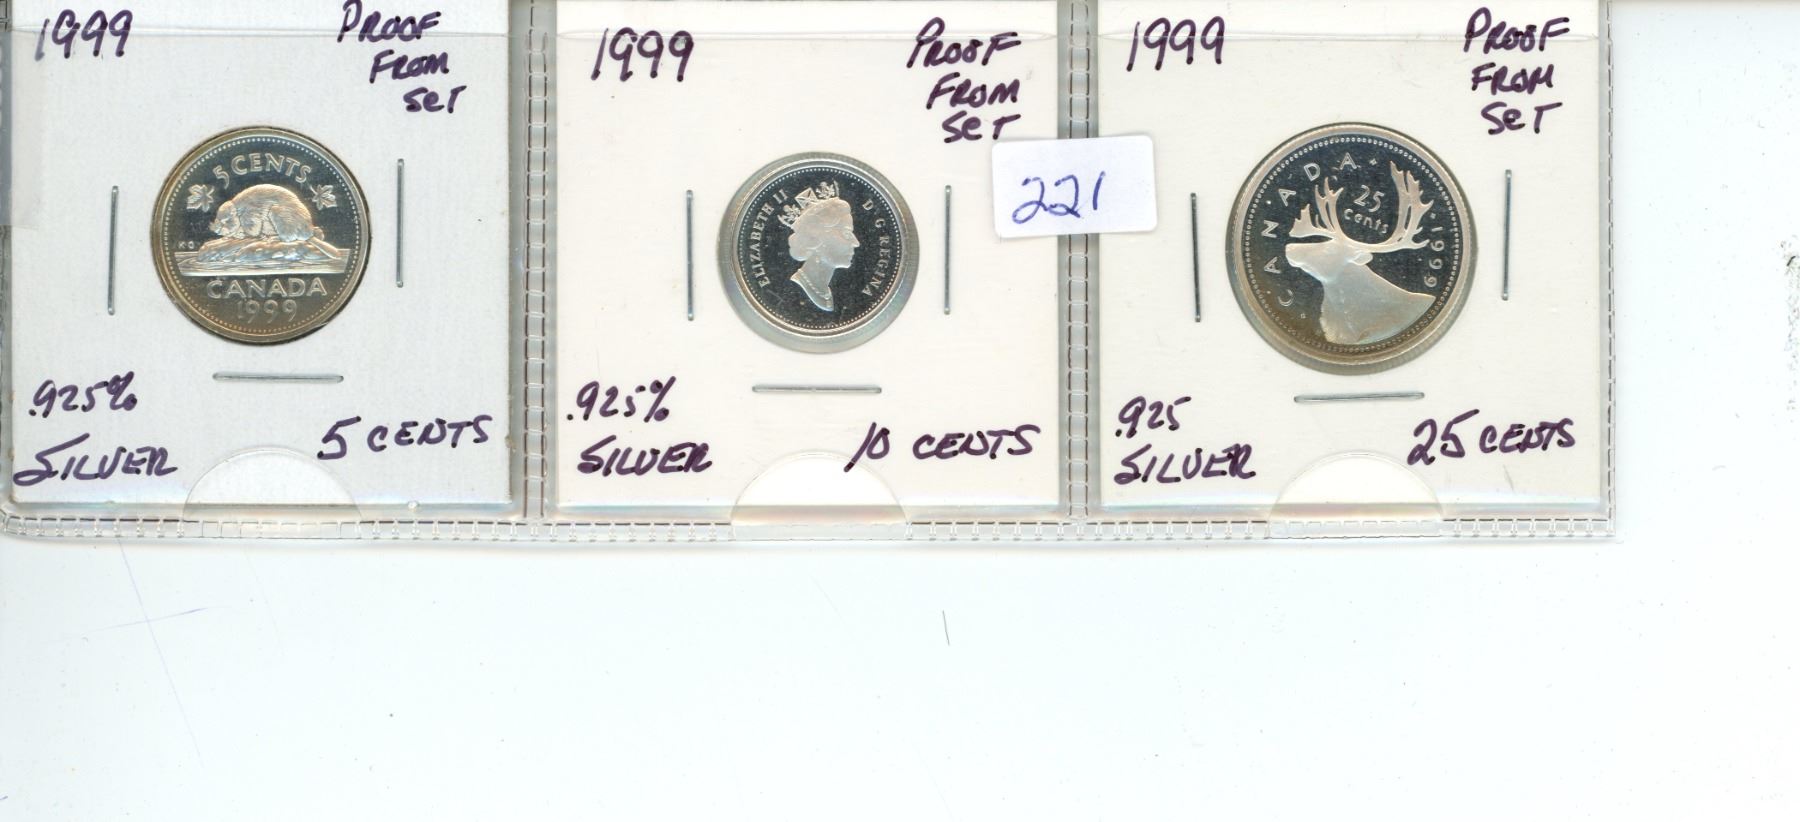 1999
PROOF
FROM
SET
5 CENTS
KG
CANADA
1999
.925%
SILVER
5 CENTS
1999
PROOF
FROM
SET
221
ELIZABETH II
D·G·REGINA
.925%
SILVER
10 CENTS
1999
PROOF
FROM
SET
CANADA
25
cents
1999
.925
SILVER
25 CENTS